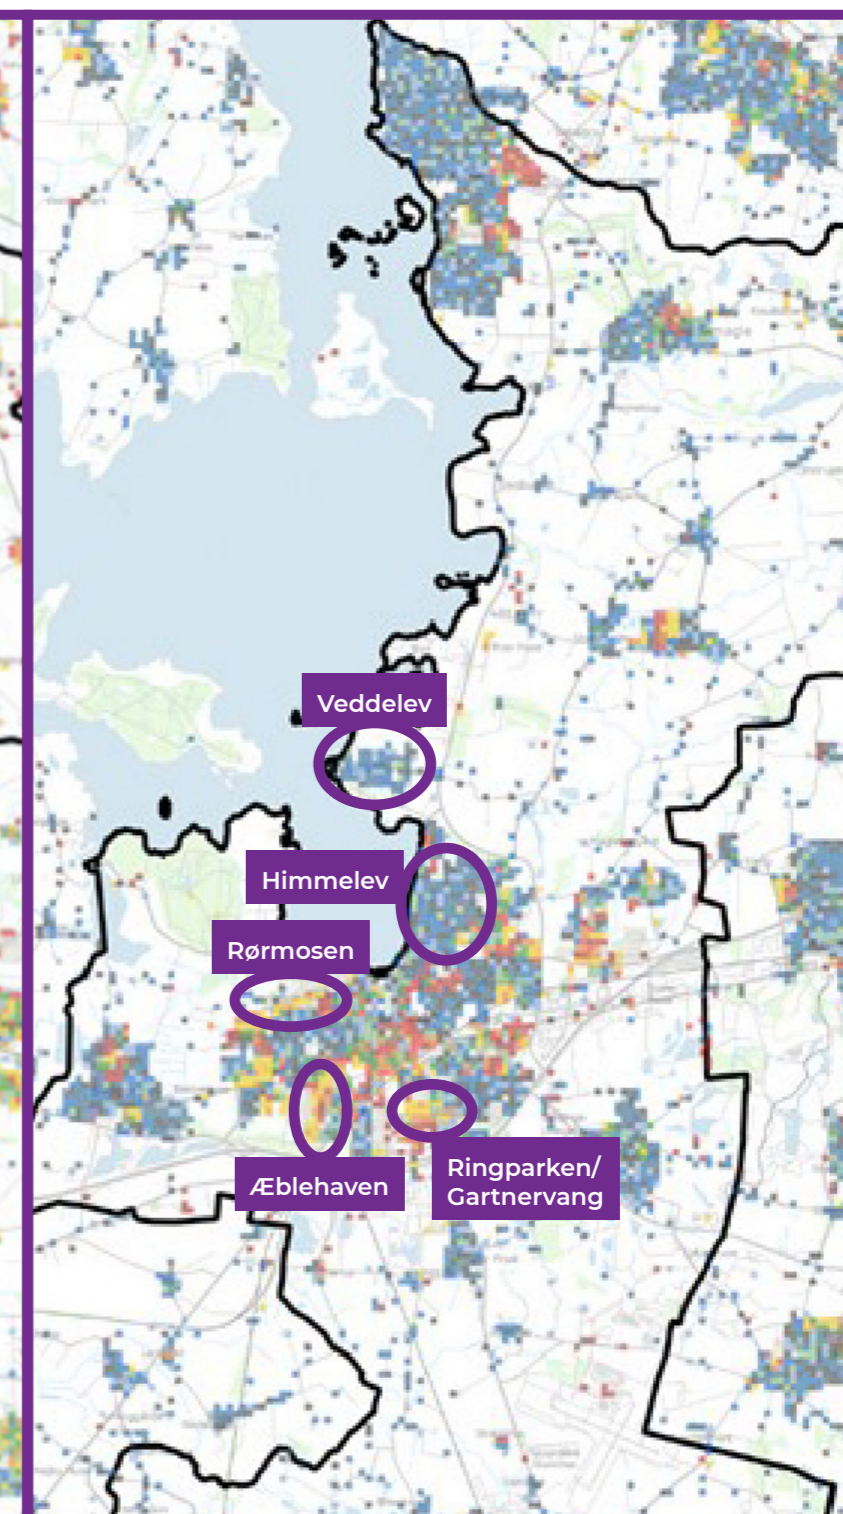 Veddelev
Himmelev
Rørmosen
Æblehaven
Ringparken/
Gartnervang